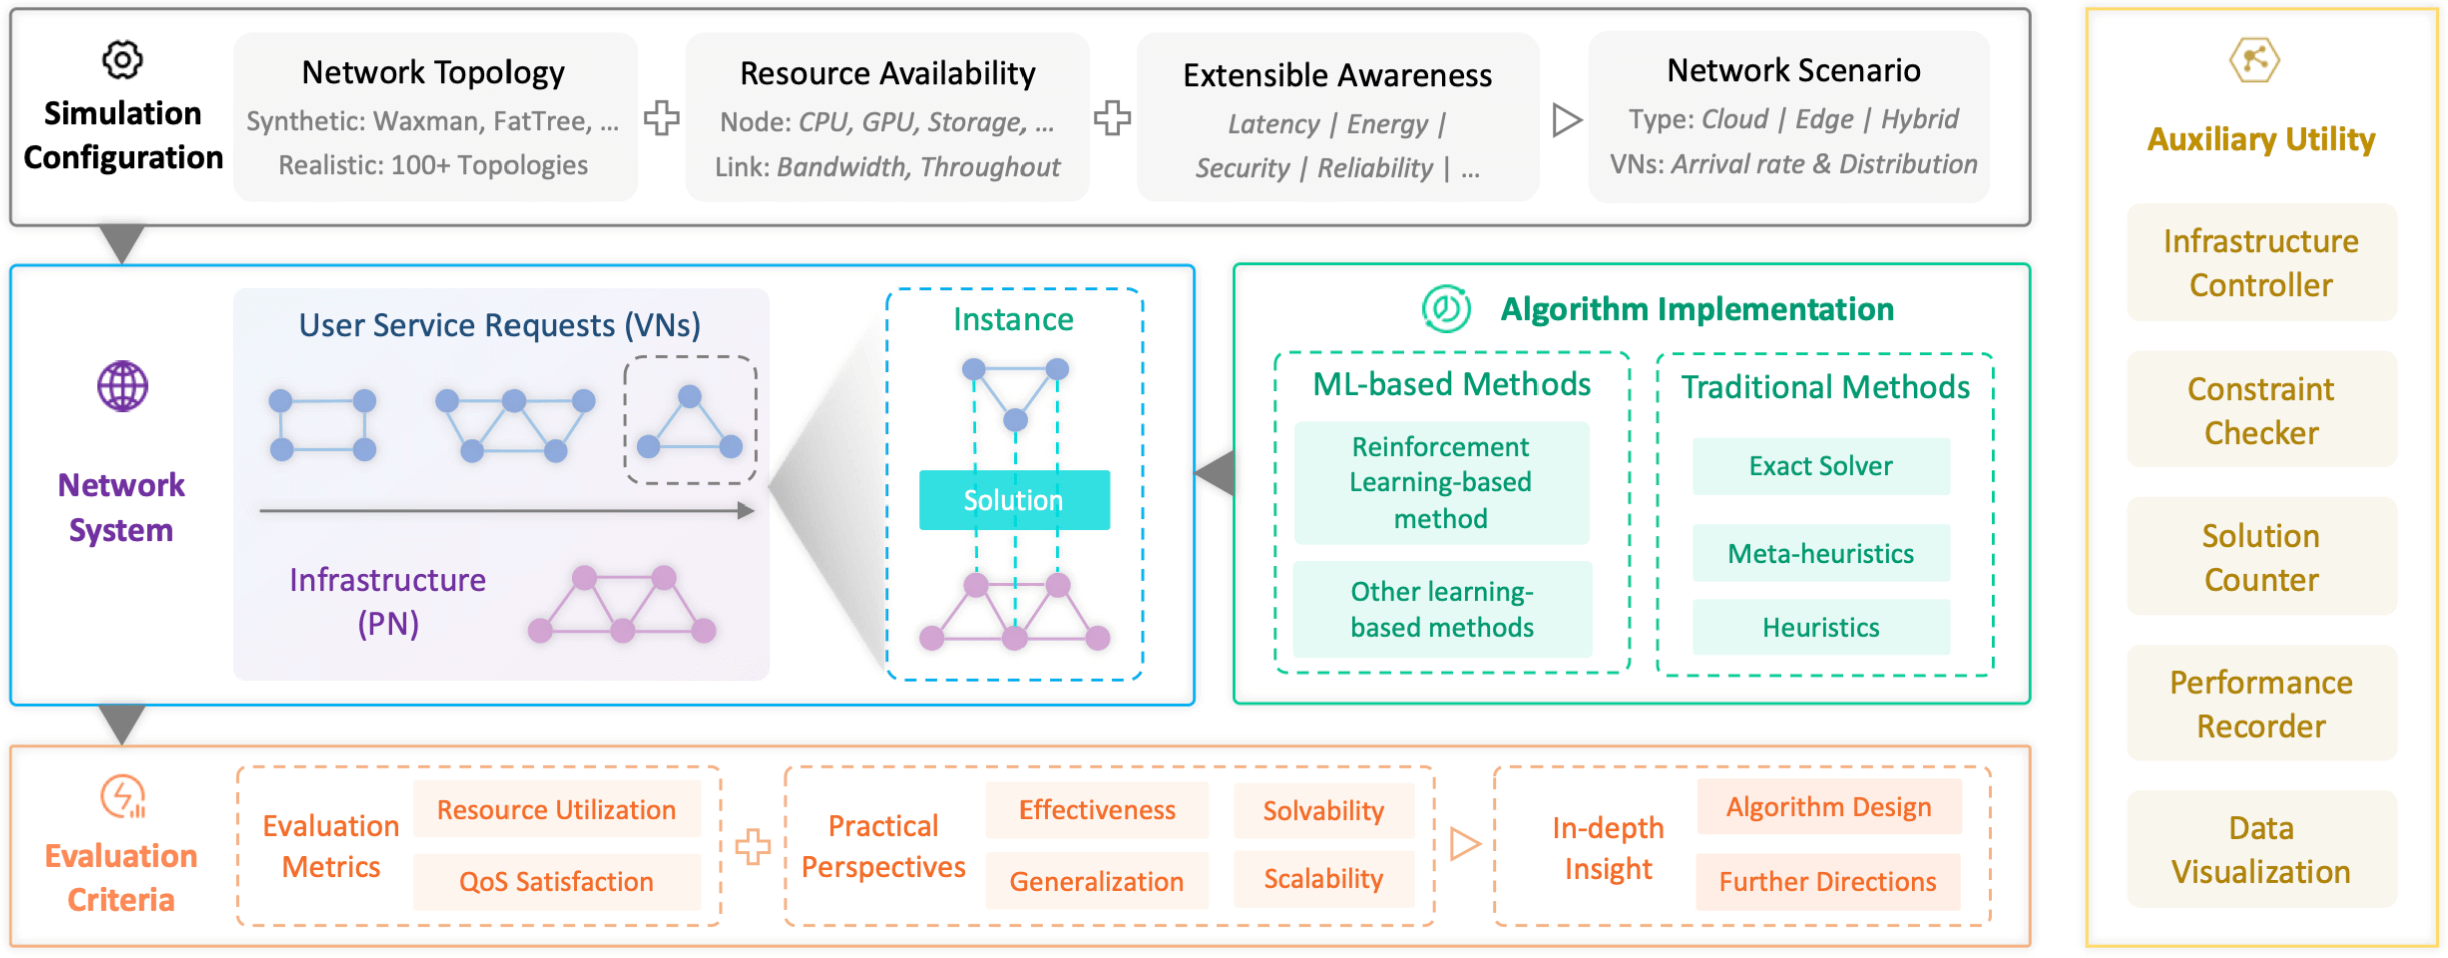 Simulation
Configuration
Network Topology
Synthetic: Waxman, FatTree, ...
Realistic: 100+ Topologies
Resource Availability
Node: CPU, GPU, Storage, ...
Link: Bandwidth, Throughout
Extensible Awareness
Latency | Energy |
Security | Reliability | ...
Network Scenario
Type: Cloud | Edge | Hybrid
VNs: Arrival rate & Distribution
Network
System
User Service Requests (VNs)
Infrastructure
(PN)
Instance
Solution
Algorithm Implementation
ML-based Methods
Reinforcement
Learning-based
method
Other learning-
based methods
Traditional Methods
Exact Solver
Meta-heuristics
Heuristics
Evaluation
Criteria
Evaluation
Metrics
Resource Utilization
QoS Satisfaction
Practical
Perspectives
Effectiveness
Solvability
Generalization
Scalability
In-depth
Insight
Algorithm Design
Further Directions
Auxiliary Utility
Infrastructure
Controller
Constraint
Checker
Solution
Counter
Performance
Recorder
Data
Visualization